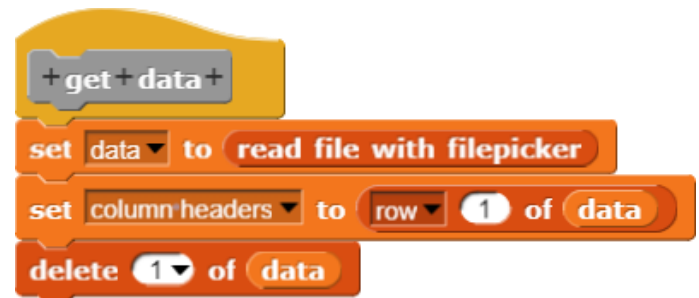 +get+data+
set data to read file with filepicker
set column headers to row 1 of data
delete 1 of data